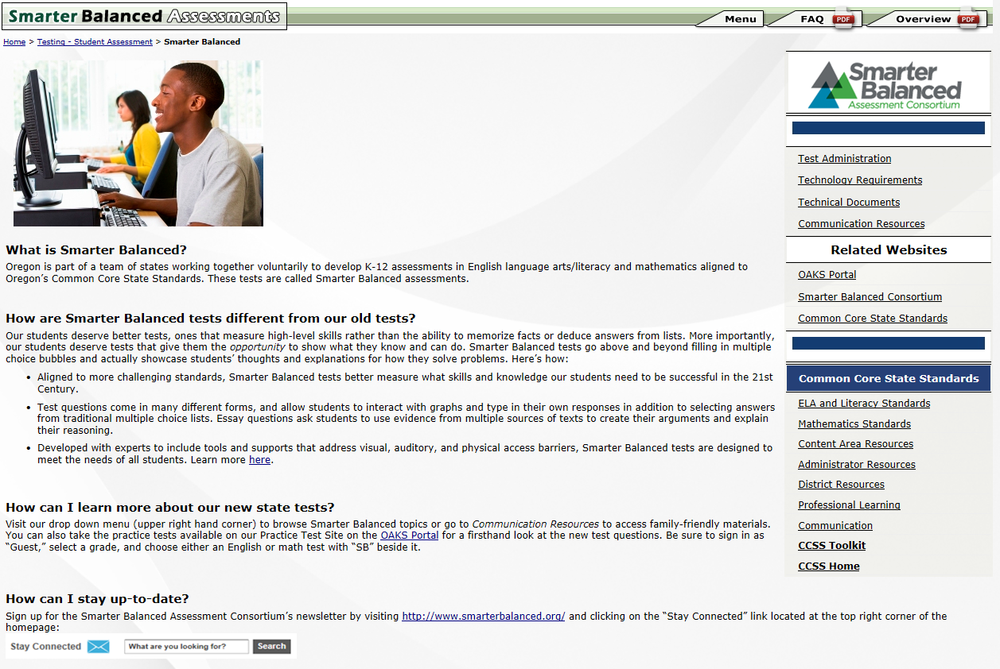 Smarter Balanced Assessments
Menu
FAQ PDF
Overview PDF
Home > Testing - Student Assessment > Smarter Balanced
What is Smarter Balanced?
Oregon is part of a team of states working together voluntarily to develop K-12 assessments in English language arts/literacy and mathematics aligned to
Oregon's Common Core State Standards. These tests are called Smarter Balanced assessments.
How are Smarter Balanced tests different from our old tests?
Our students deserve better tests, ones that measure high-level skills rather than the ability to memorize facts or deduce answers from lists. More importantly,
our students deserve tests that give them the opportunity to show what they know and can do. Smarter Balanced tests go above and beyond filling in multiple
choice bubbles and actually showcase students' thoughts and explanations for how they solve problems. Here's how:
• Aligned to more challenging standards, Smarter Balanced tests better measure what skills and knowledge our students need to be successful in the 21st
Century.
• Test questions come in many different forms, and allow students to interact with graphs and type in their own responses in addition to selecting answers
from traditional multiple choice lists. Essay questions ask students to use evidence from multiple sources of texts to create their arguments and explain
their reasoning.
• Developed with experts to include tools and supports that address visual, auditory, and physical access barriers, Smarter Balanced tests are designed to
meet the needs of all students. Learn more here.
How can I learn more about our new state tests?
Visit our drop down menu (upper right hand corner) to browse Smarter Balanced topics or go to Communication Resources to access family-friendly materials.
You can also take the practice tests available on our Practice Test Site on the OAKS Portal for a firsthand look at the new test questions. Be sure to sign in as
“Guest,” select a grade, and choose either an English or math test with “SB” beside it.
How can I stay up-to-date?
Sign up for the Smarter Balanced Assessment Consortium's newsletter by visiting http://www.smarterbalanced.org/ and clicking on the “Stay Connected” link located at the top right corner of the
homepage:
Stay Connected
What are you looking for?
Search
Smarter
Balanced
Assessment Consortium
Test Administration
Technology Requirements
Technical Documents
Communication Resources
Related Websites
OAKS Portal
Smarter Balanced Consortium
Common Core State Standards
Common Core State Standards
ELA and Literacy Standards
Mathematics Standards
Content Area Resources
Administrator Resources
District Resources
Professional Learning
Communication
CCSS Toolkit
CCSS Home